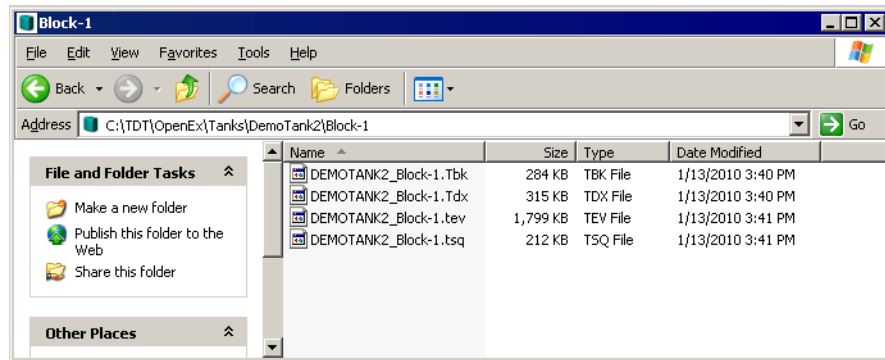 Block-1
File Edit View Favorites Tools Help
Back Search Folders
Address C:\TDT\OpenEx\Tanks\DemoTank2\Block-1 Go
File and Folder Tasks
Make a new folder
Publish this folder to the
Web
Share this folder
Other Places
Name Size Type Date Modified
DEMOTANK2_Block-1.Tbk 284 KB TBK File 1/13/2010 3:40 PM
DEMOTANK2_Block-1.Tdx 315 KB TDX File 1/13/2010 3:40 PM
DEMOTANK2_Block-1.tev 1,799 KB TEV File 1/13/2010 3:41 PM
DEMOTANK2_Block-1.tsq 212 KB TSQ File 1/13/2010 3:41 PM